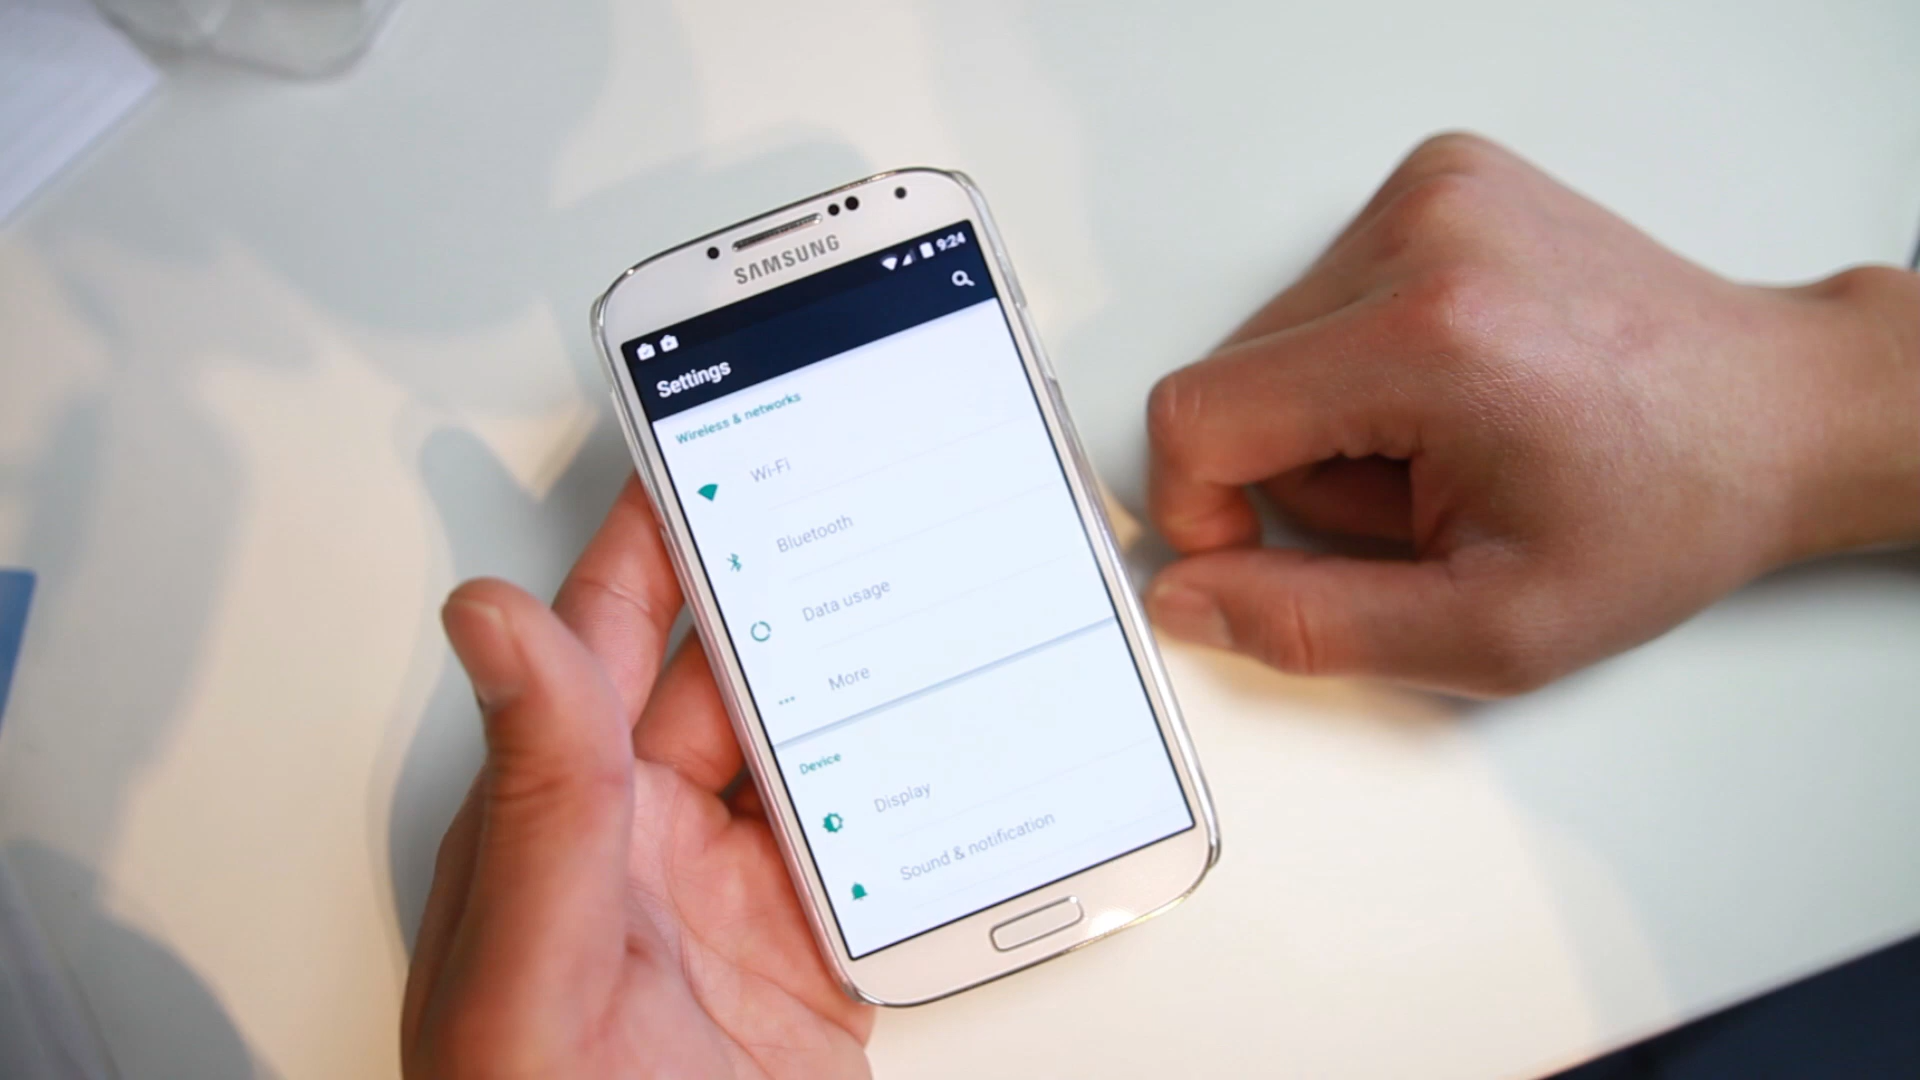 SAMSUNG
9:24
Settings
Wireless & networks
Wi-Fi
Bluetooth
Data usage
More
Device
Display
Sound & notification